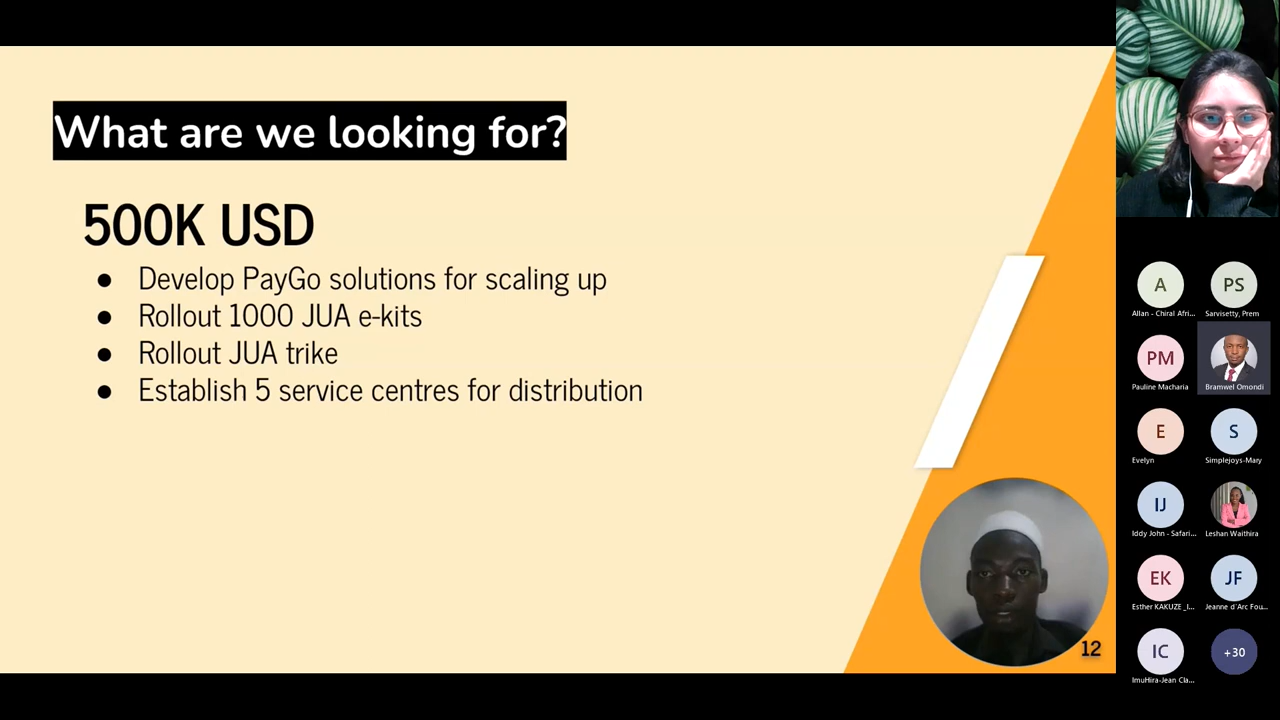 What are we looking for?
500K USD
● Develop PayGo solutions for scaling up
● Rollout 1000 JUA e-kits
● Rollout JUA trike
● Establish 5 service centres for distribution
12
A
Allan - Chiral Afri...
PS
Sarvisetty, Prem
PM
Pauline Macharia
Bramwel Omondi
E
Evelyn
S
Simplejoys-Mary
IJ
Iddy John - Safari...
Leshan Waithira
EK
Esther KAKUZE _I...
JF
Jeanne d'Arc Fou...
IC
ImuHira-Jean Cla...
+30